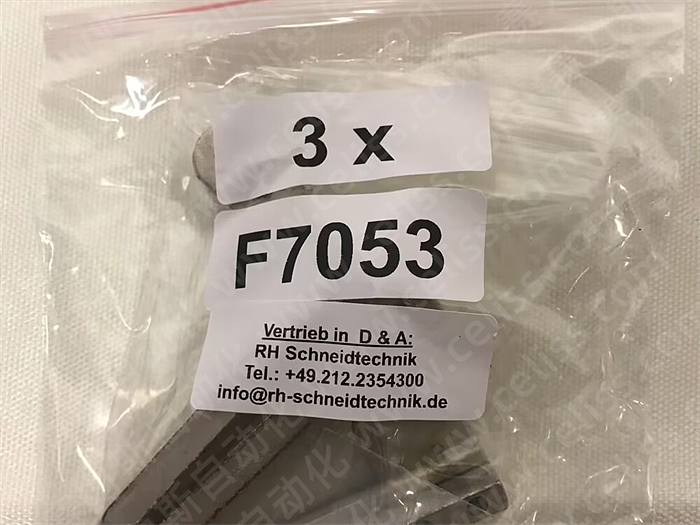 3 x
F7053
Vertrieb in D & A:
RH Schneidtechnik
Tel.: +49.212.2354300
info@rh-schneidtechnik.de